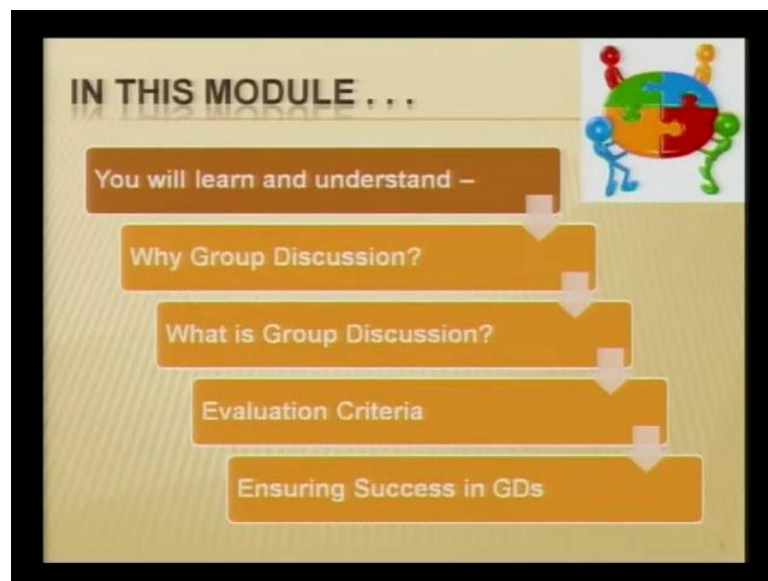 IN THIS MODULE . . .
You will learn and understand –
Why Group Discussion?
What is Group Discussion?
Evaluation Criteria
Ensuring Success in GDs